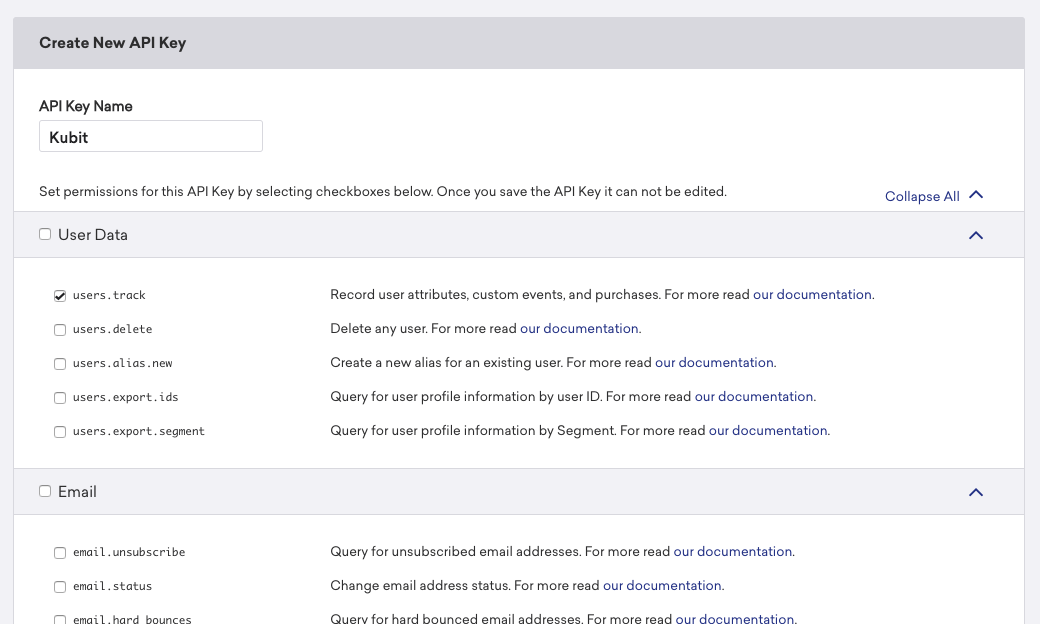 Create New API Key
API Key Name
Kubit
Set permissions for this API Key by selecting checkboxes below. Once you save the API Key it can not be edited.
Collapse All
User Data
users.track Record user attributes, custom events, and purchases. For more read our documentation.
users.delete Delete any user. For more read our documentation.
users.alias.new Create a new alias for an existing user. For more read our documentation.
users.export.ids Query for user profile information by user ID. For more read our documentation.
users.export.segment Query for user profile information by Segment. For more read our documentation.
Email
email.unsubscribe Query for unsubscribed email addresses. For more read our documentation.
email.status Change email address status. For more read our documentation.
email.hard_bounces Query for hard bounced email addresses. For more read our documentation.